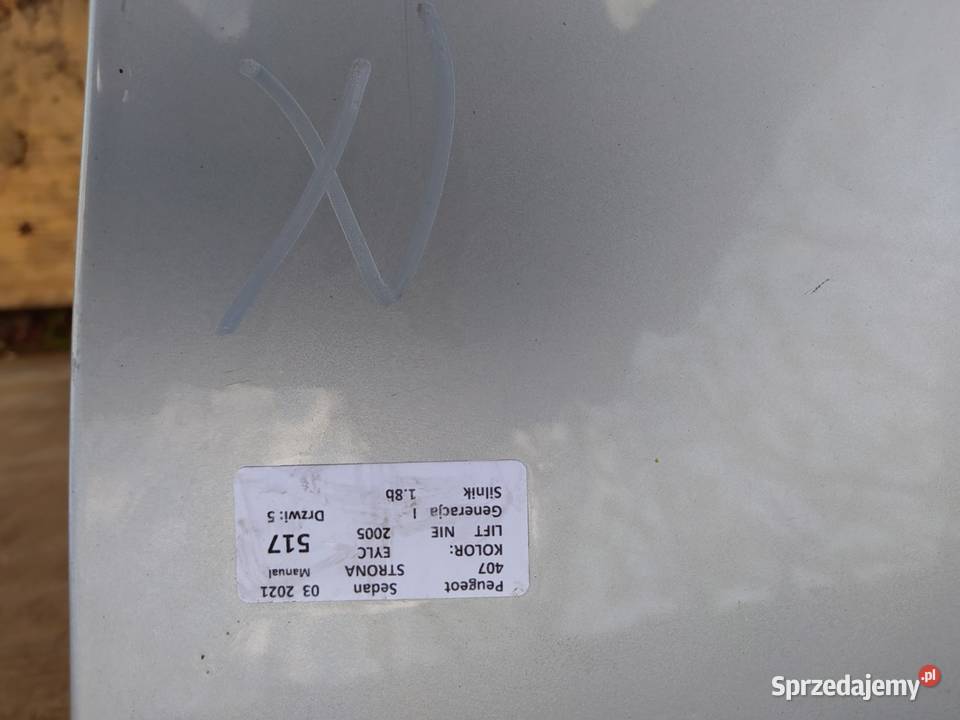 Peugeot Sedan 03 2021
407 STRONA Manual
KOLOR: EYLC 517
LIFT NIE 2005
Generacja I Drzwi: 5
Silnik 1.8b
Sprzedajemy.pl